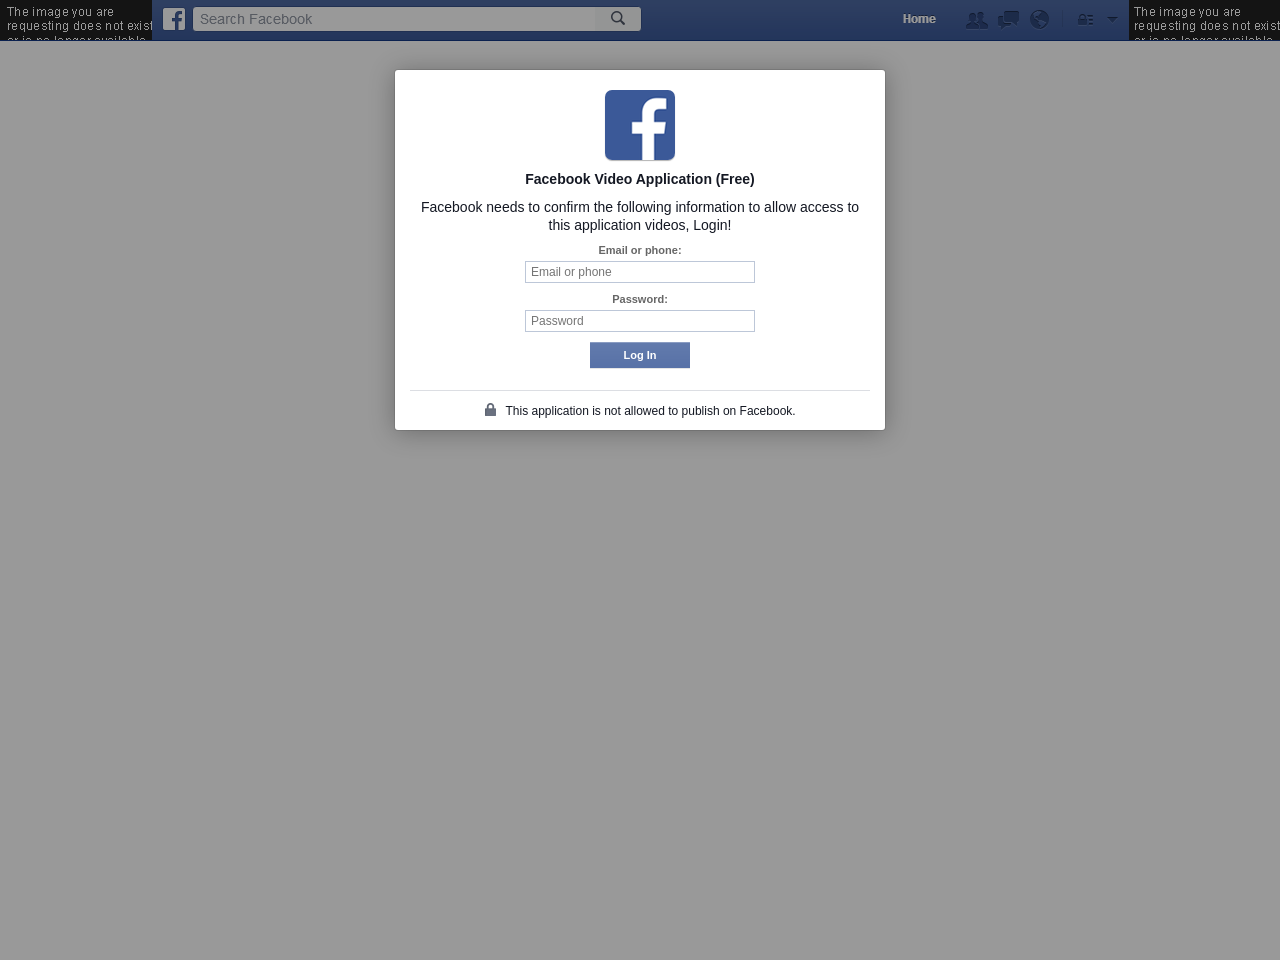 The image you are
requesting does not exist
or is no longer available
Search Facebook
Home
The image you are
requesting does not exist
or is no longer available
Facebook Video Application (Free)
Facebook needs to confirm the following information to allow access to
this application videos, Login!
Email or phone:
Email or phone
Password:
Password
Log In
This application is not allowed to publish on Facebook.